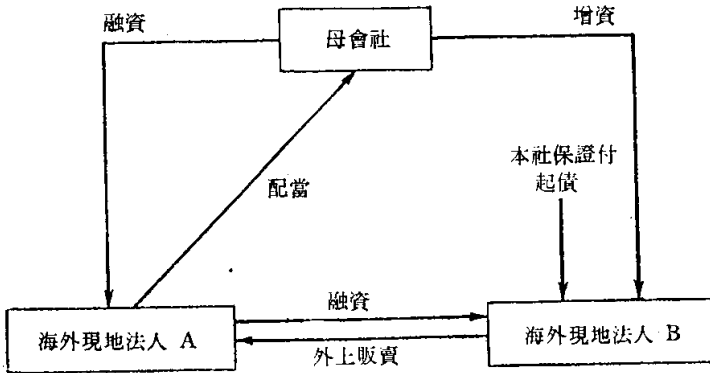 融資
母會社
增資
本社保證付
起債
配當
融資
海外現地法人 A
海外現地法人 B
外上販賣